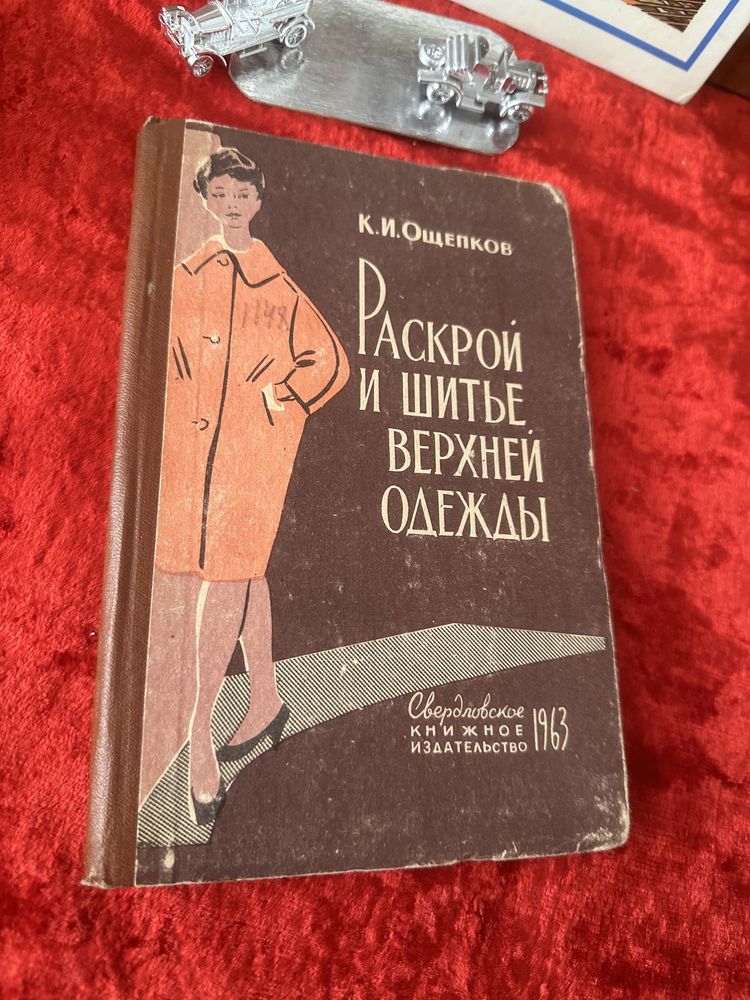 К.И.Ощепков
Раскрой
и шитье
верхней
одежды
1148
Свердловское
книжное
издательство
1963